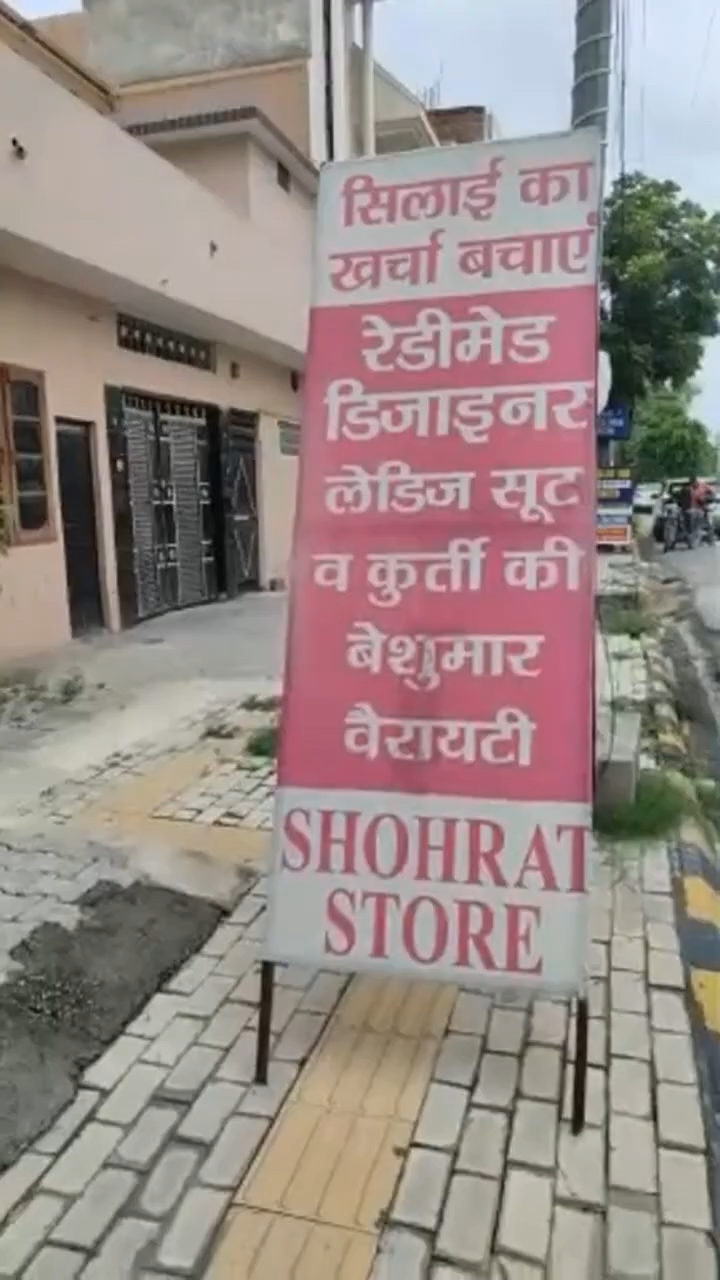 सिलाई का
खर्चा बचाएं
रेडीमेड
डिजाइनर
लेडिज सूट
व कुर्ती की
बेशुमार
वैरायटी
SHOHRAT
STORE